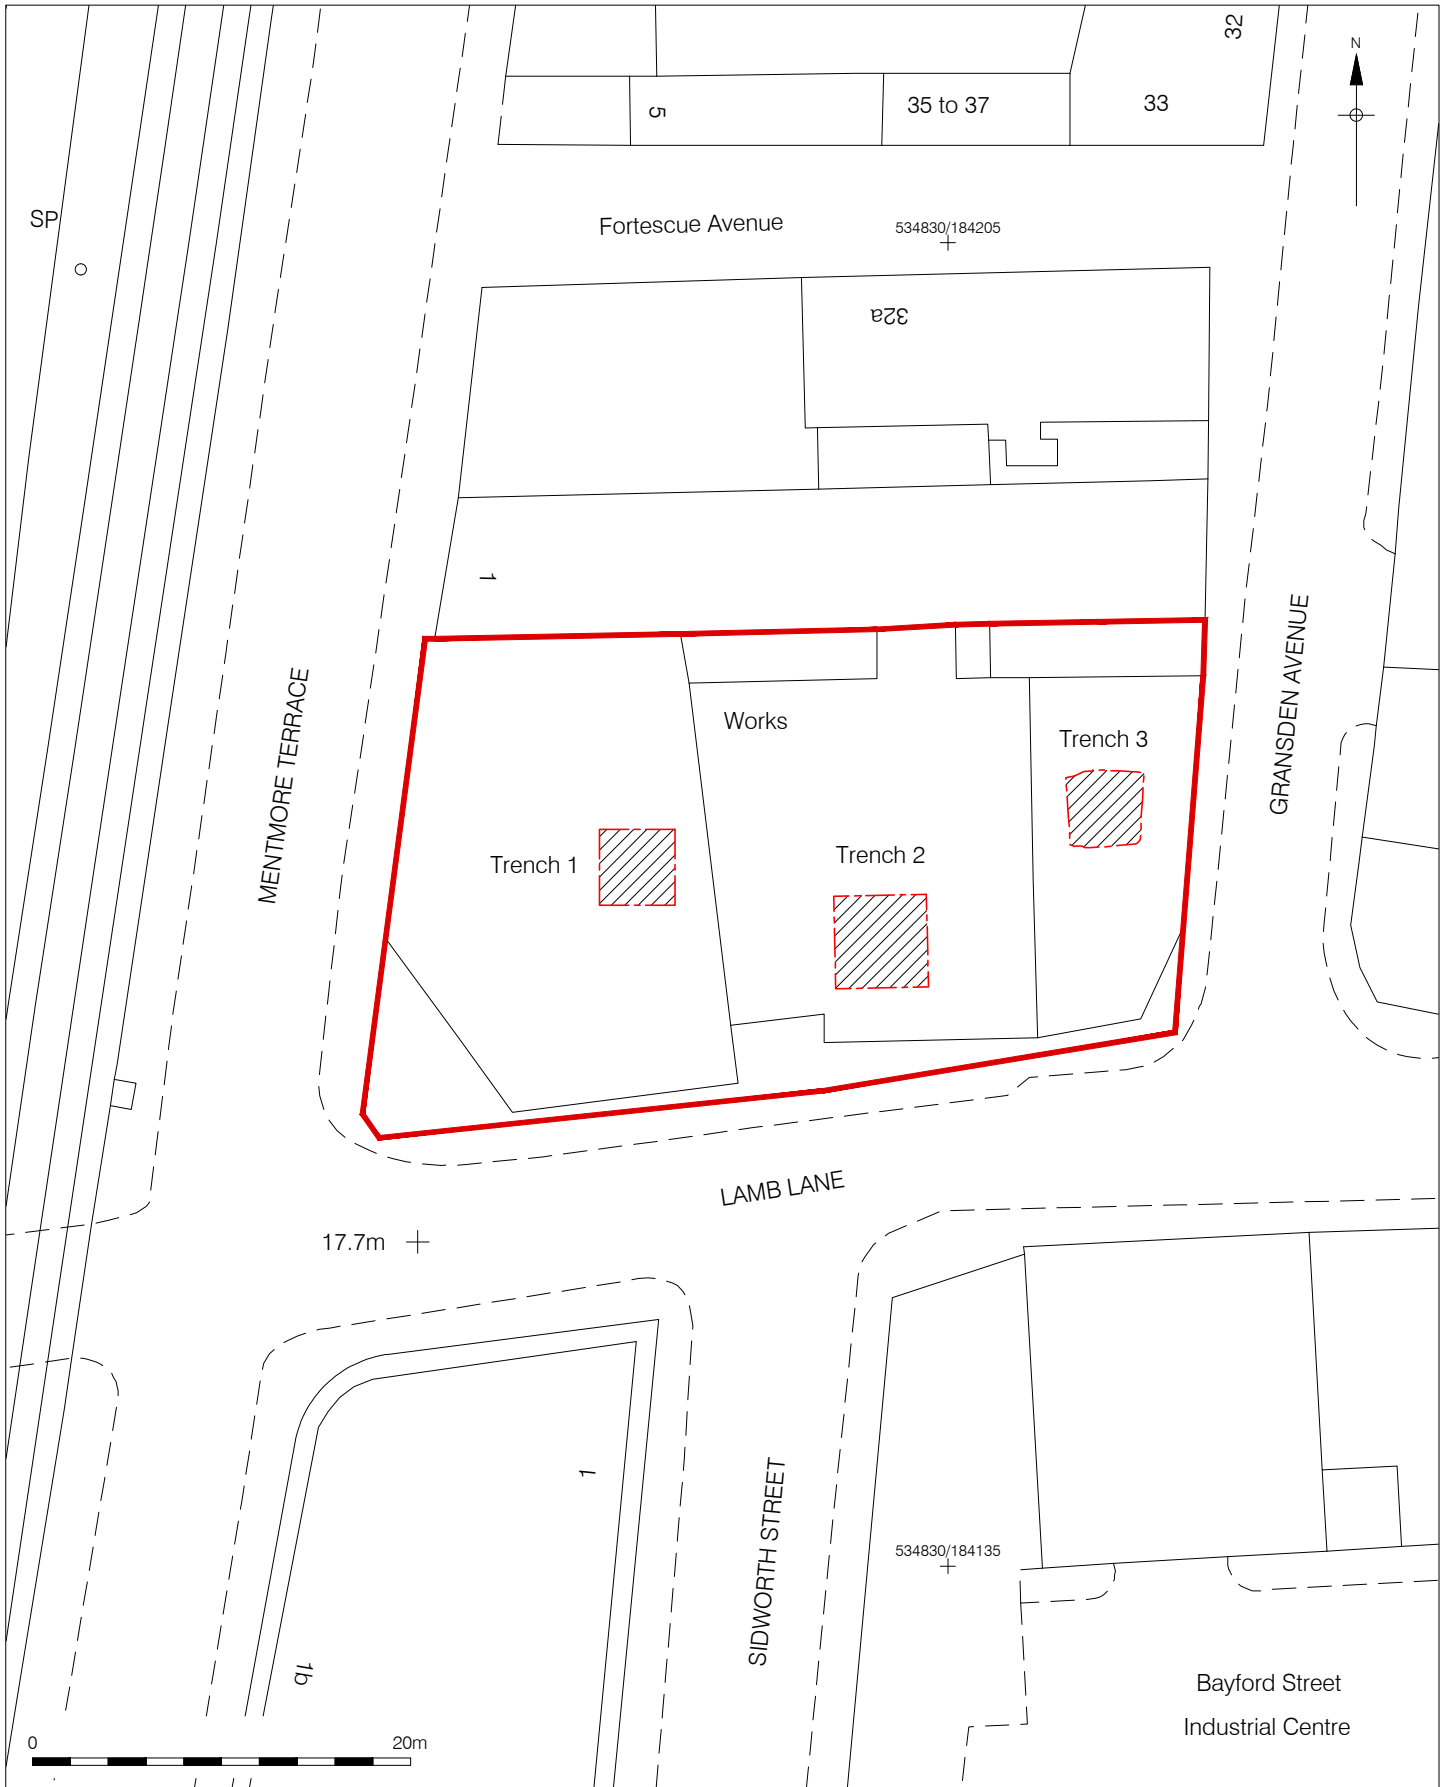 32
N
5
35 to 37
33
SP
Fortescue Avenue
534830/184205
32a
1
MENTMORE TERRACE
GRANSDEN AVENUE
Works
Trench 3
Trench 1
Trench 2
LAMB LANE
17.7m
1
SIDWORTH STREET
534830/184135
1b
Bayford Street
Industrial Centre
0
20m